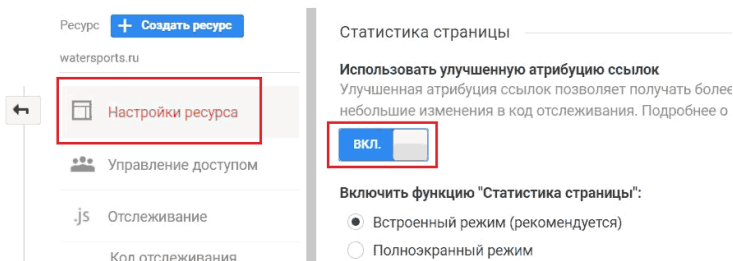 Ресурс + Создать ресурс
watersports.ru
Настройки ресурса
Управление доступом
.js Отслеживание
Код отслеживания
Статистика страницы
Использовать улучшенную атрибуцию ссылок
Улучшенная атрибуция ссылок позволяет получать более
небольшие изменения в код отслеживания. Подробнее о
ВКЛ.
Включить функцию "Статистика страницы":
Встроенный режим (рекомендуется)
Полноэкранный режим